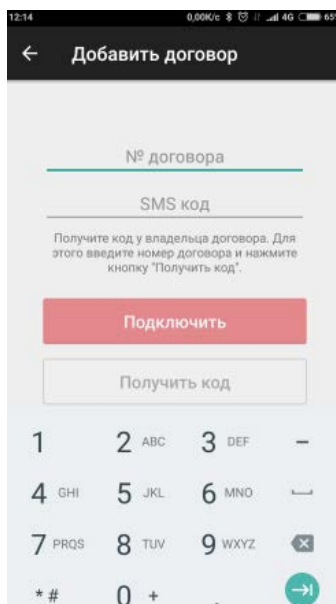 12:14 0,00K/c 4G 65%
Добавить договор
№ договора
SMS код
Получите код у владельца договора. Для
этого введите номер договора и нажмите
кнопку "Получить код".
Подключить
Получить код
1 2 ABC 3 DEF –
4 GHI 5 JKL 6 MNO
7 PRQS 8 TUV 9 WXYZ
* # 0 + .